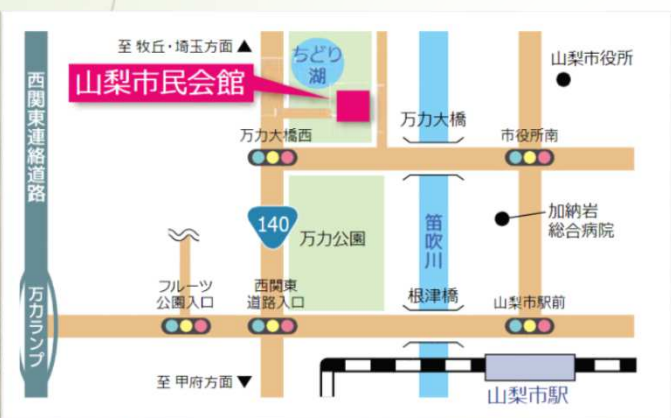 至 牧丘・埼玉方面▲
ちどり
湖
山梨市役所
山梨市民会館
西関東連絡道路
万力大橋
万力大橋西
市役所南
140
万力公園
笛吹川
加納岩
総合病院
フルーツ
公園入口
西関東
道路入口
根津橋
山梨市駅前
万力ランプ
至 甲府方面▼
山梨市駅